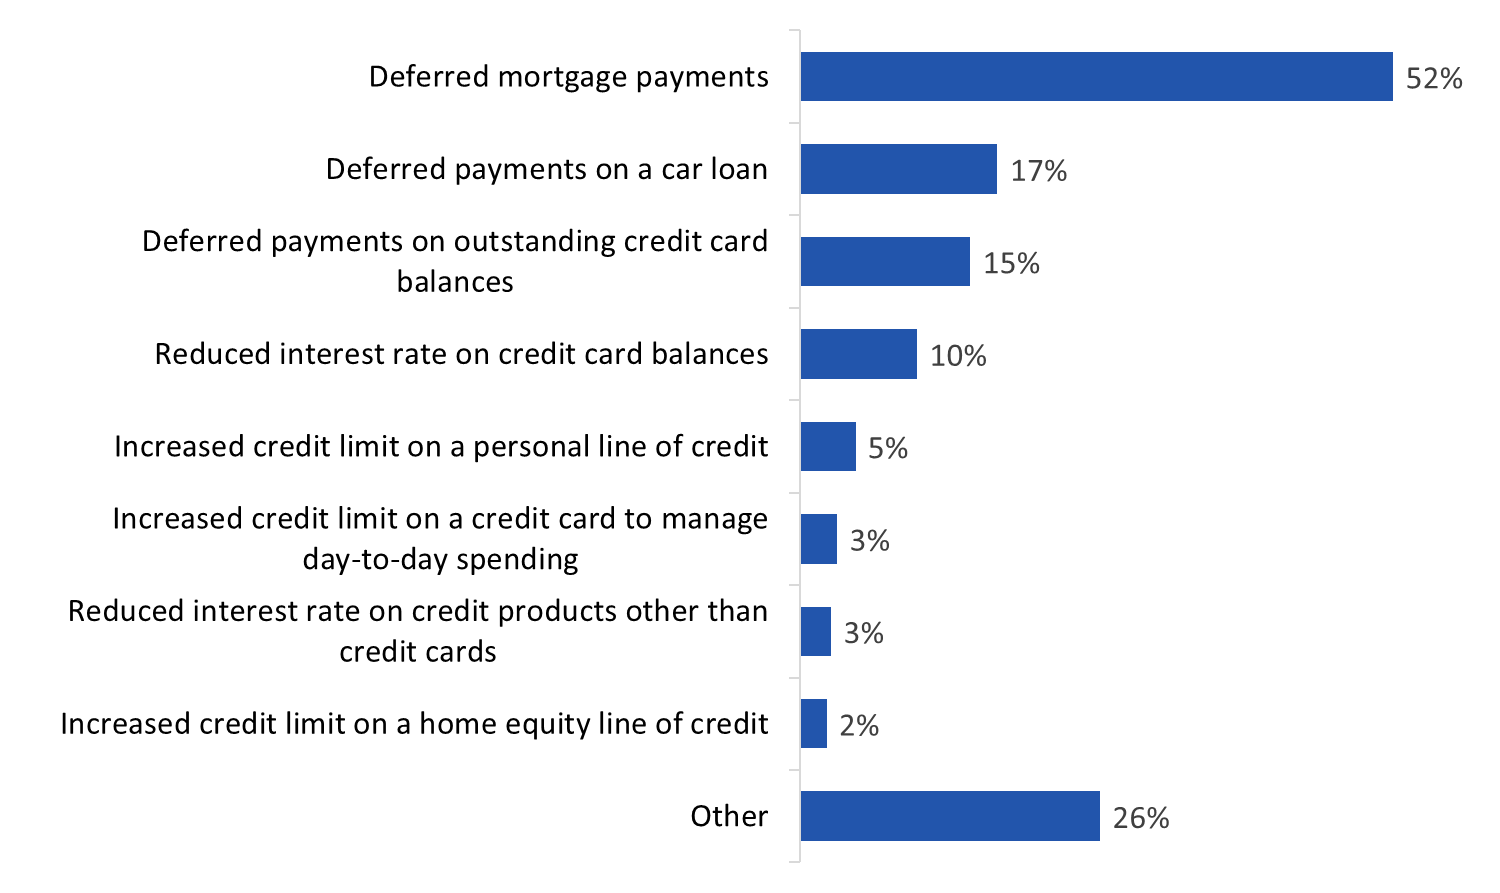 Deferred mortgage payments
52%
Deferred payments on a car loan
17%
Deferred payments on outstanding credit card
balances
15%
Reduced interest rate on credit card balances
10%
Increased credit limit on a personal line of credit
5%
Increased credit limit on a credit card to manage
day-to-day spending
3%
Reduced interest rate on credit products other than
credit cards
3%
Increased credit limit on a home equity line of credit
2%
Other
26%